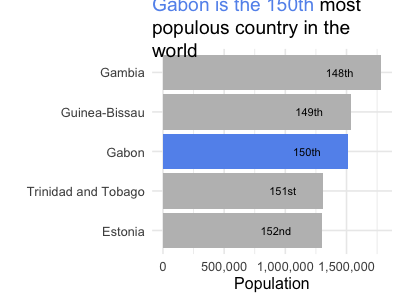 Gabon is the 150th most
populous country in the
world
Gambia 148th
Guinea-Bissau 149th
Gabon 150th
Trinidad and Tobago 151st
Estonia 152nd
0 500,000 1,000,000 1,500,000
Population